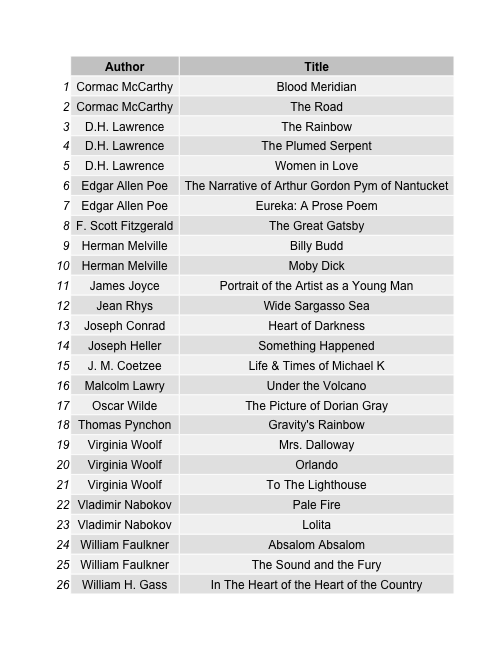 Author Title
1 Cormac McCarthy Blood Meridian
2 Cormac McCarthy The Road
3 D.H. Lawrence The Rainbow
4 D.H. Lawrence The Plumed Serpent
5 D.H. Lawrence Women in Love
6 Edgar Allen Poe The Narrative of Arthur Gordon Pym of Nantucket
7 Edgar Allen Poe Eureka: A Prose Poem
8 F. Scott Fitzgerald The Great Gatsby
9 Herman Melville Billy Budd
10 Herman Melville Moby Dick
11 James Joyce Portrait of the Artist as a Young Man
12 Jean Rhys Wide Sargasso Sea
13 Joseph Conrad Heart of Darkness
14 Joseph Heller Something Happened
15 J. M. Coetzee Life & Times of Michael K
16 Malcolm Lawry Under the Volcano
17 Oscar Wilde The Picture of Dorian Gray
18 Thomas Pynchon Gravity's Rainbow
19 Virginia Woolf Mrs. Dalloway
20 Virginia Woolf Orlando
21 Virginia Woolf To The Lighthouse
22 Vladimir Nabokov Pale Fire
23 Vladimir Nabokov Lolita
24 William Faulkner Absalom Absalom
25 William Faulkner The Sound and the Fury
26 William H. Gass In The Heart of the Heart of the Country